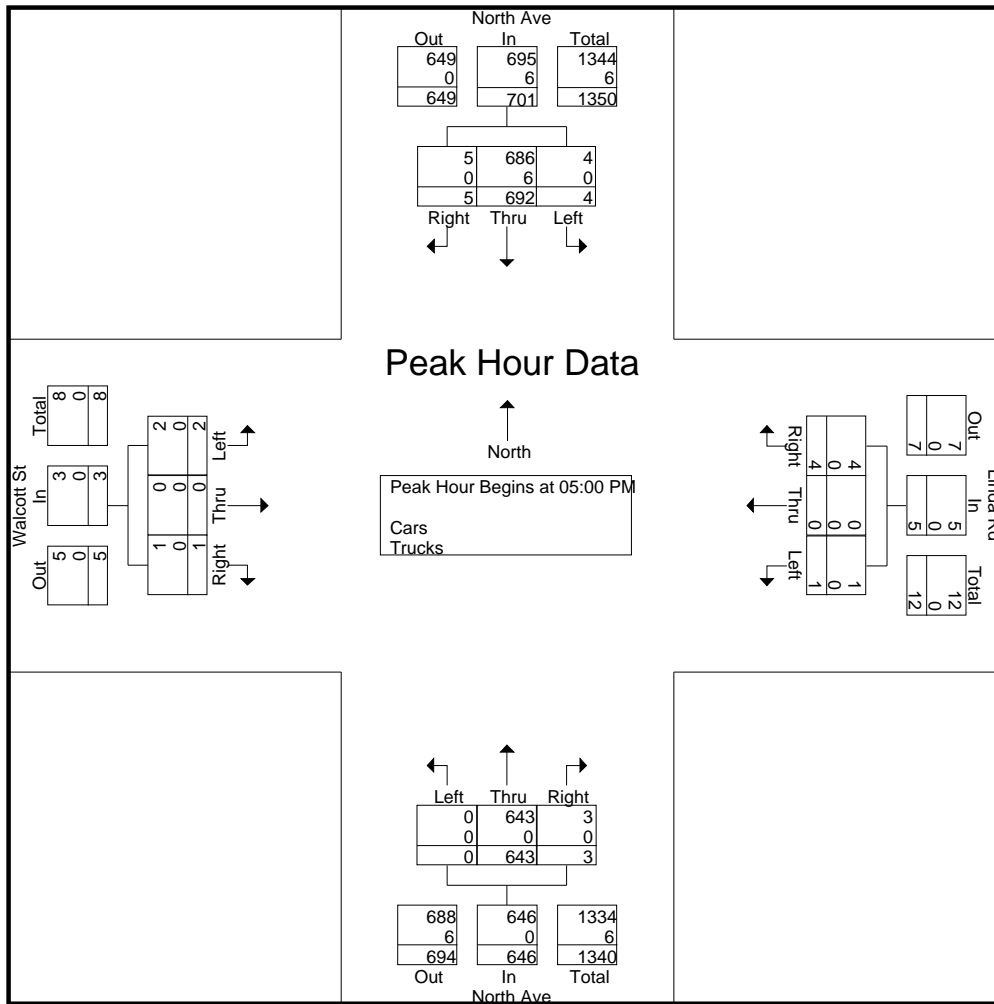 North Ave
Out In Total
649 695 1344
0 6 6
649 701 1350
5 686 4
0 6 0
5 692 4
Right Thru Left
Peak Hour Data
North
Peak Hour Begins at 05:00 PM
Cars
Trucks
Walcott St
Total
8 0 8
In
3 0 3
Out
5 0 5
2 0 2
Left
0 0 0
Thru
1 0 1
Right
Right
4 0 4
Thru
0 0 0
Left
1 0 1
Out
7 0 7
In
5 0 5
Total
12 0 12
Left Thru Right
0 643 3
0 0 0
0 643 3
688 646 1334
6 0 6
694 646 1340
Out In Total
North Ave